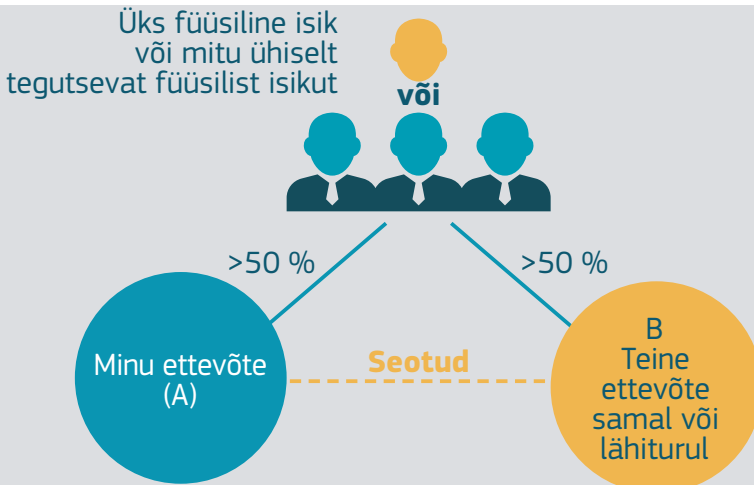 Üks füüsiline isik
või mitu ühiselt
tegutsevat füüsilist isikut
või
>50 %
>50 %
Minu ettevõte
(A)
Seotud
B
Teine
ettevõte
samal või
lähiturul